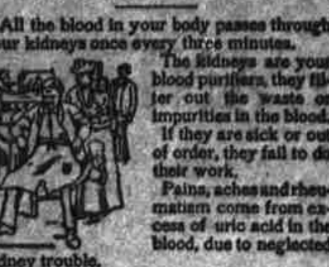 All the blood in your body passes through
your kidneys once every three minutes.
The kidneys are your
blood purifiers, they fil-
ter out the waste or
impurities in the blood.
If they are sick or out
of order, they fail to do
their work.
Pains, aches and rheu-
matism come from ex-
cess of uric acid in the
blood, due to neglected
kidney trouble.